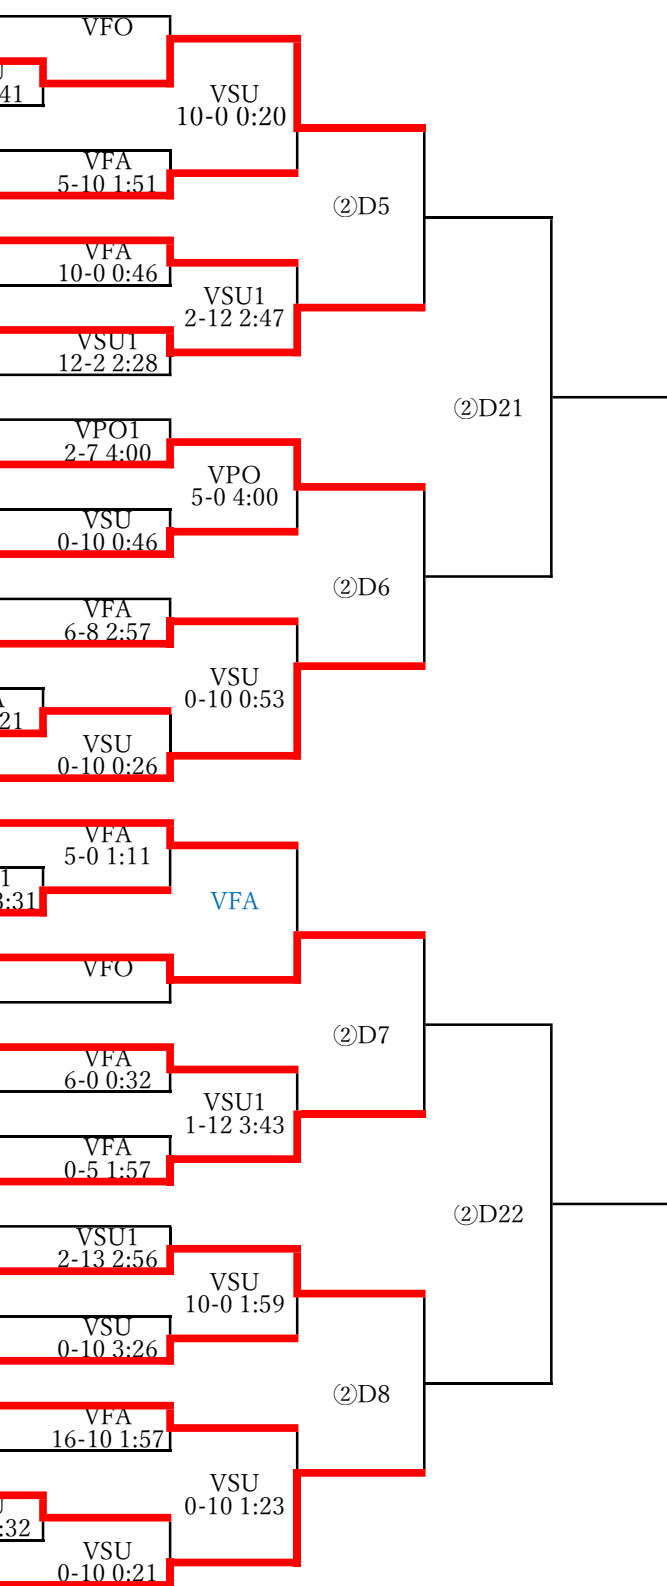 VFO
41
VSU
10-0 0:20
VFA
5-10 1:51
②D5
VFA
10-0 0:46
VSU1
2-12 2:47
VSU1
12-2 2:28
②D21
VPO1
2-7 4:00
VPO
5-0 4:00
VSU
0-10 0:46
②D6
VFA
6-8 2:57
VSU
0-10 0:53
21
VSU
0-10 0:26
VFA
5-0 1:11
1
3:31
VFA
VFO
②D7
VFA
6-0 0:32
VSU1
1-12 3:43
VFA
0-5 1:57
②D22
VSU1
2-13 2:56
VSU
10-0 1:59
VSU
0-10 3:26
②D8
VFA
16-10 1:57
VSU
0-10 1:23
:32
VSU
0-10 0:21